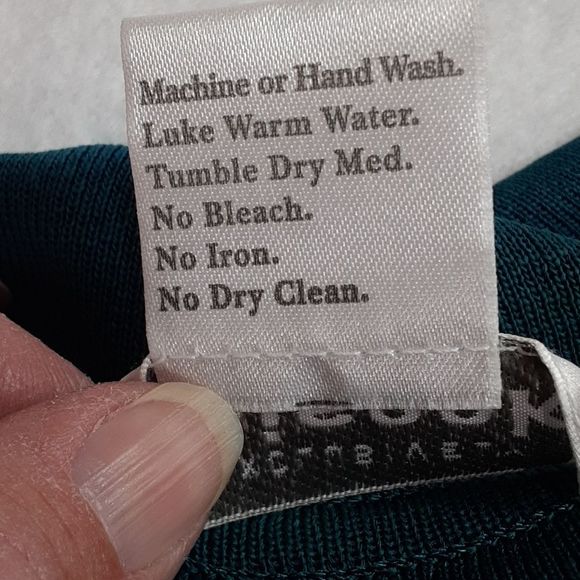 Machine or Hand Wash.
Luke Warm Water.
Tumble Dry Med.
No Bleach.
No Iron.
No Dry Clean.